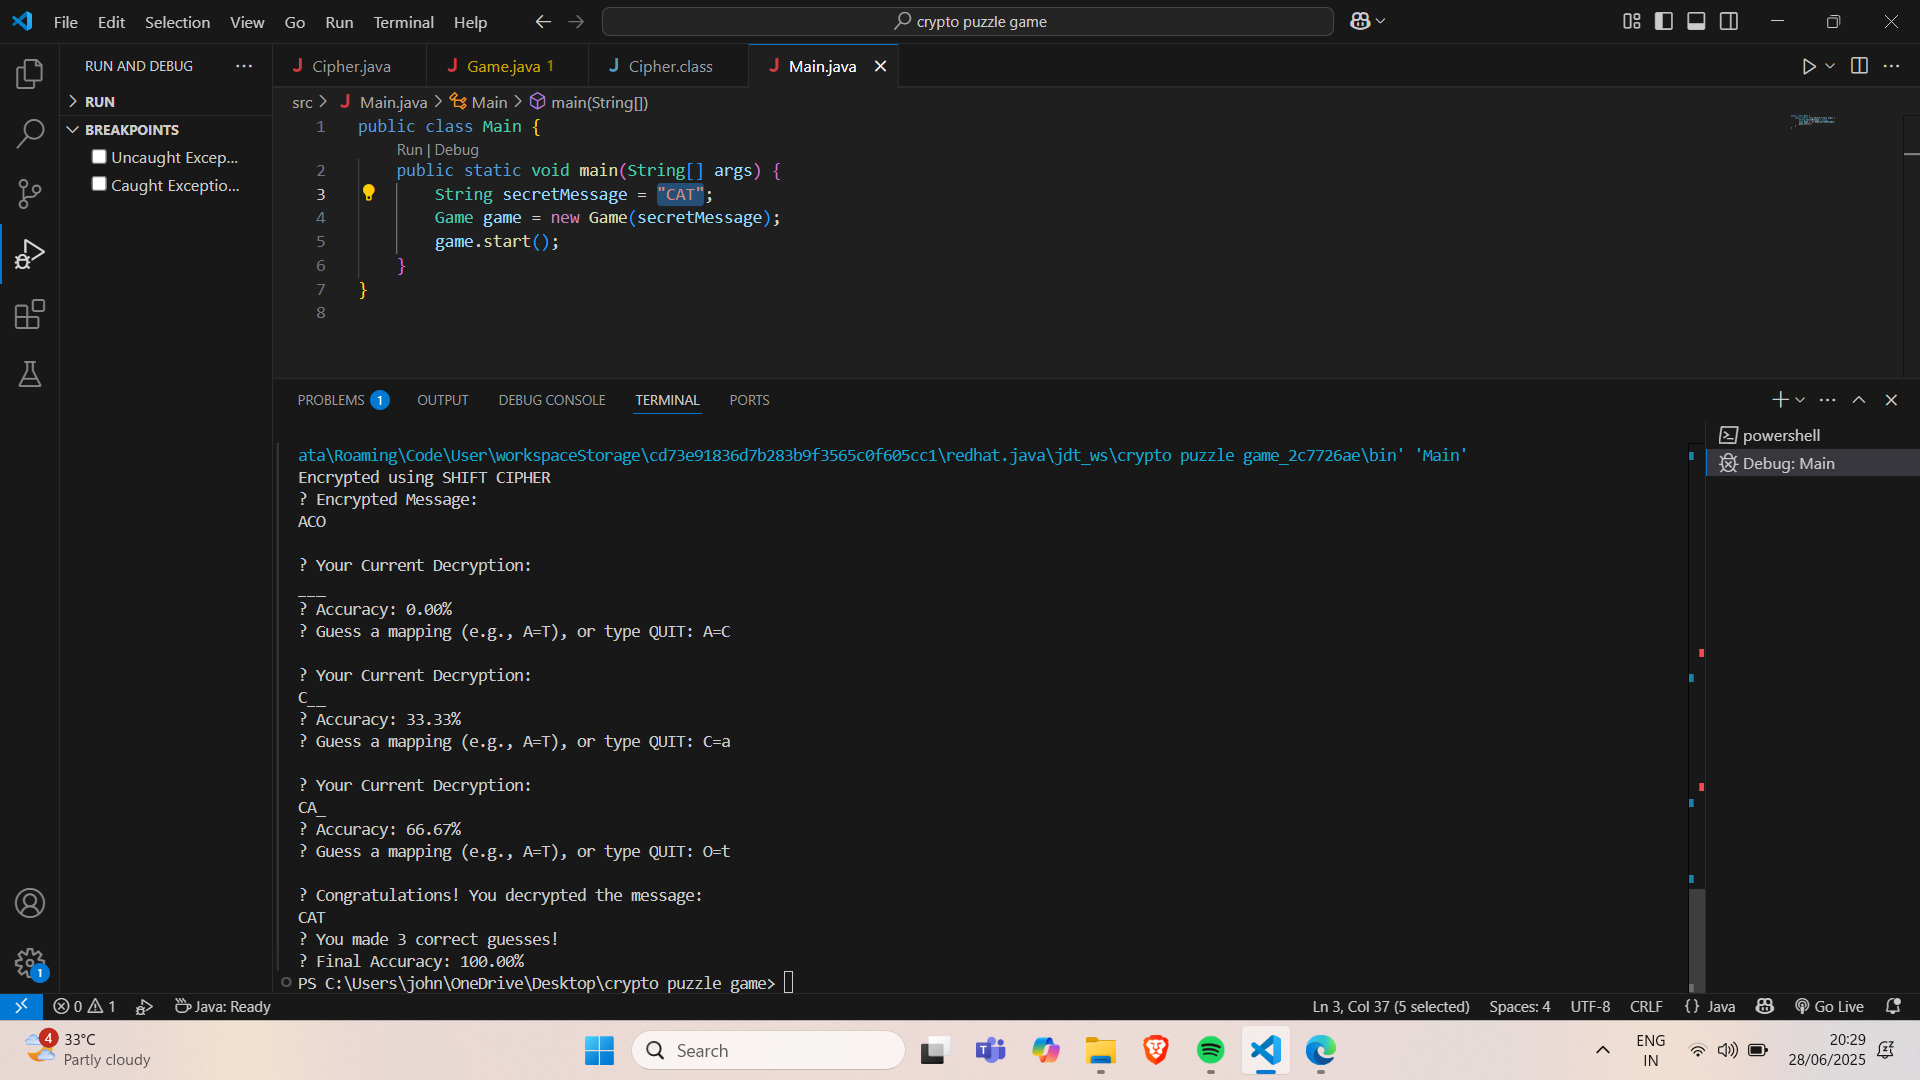 File Edit Selection View Go Run Terminal Help
crypto puzzle game
RUN AND DEBUG
RUN
BREAKPOINTS
Uncaught Excep...
Caught Exceptio...
Cipher.java
Game.java 1
Cipher.class
Main.java
src > Main.java > Main > main(String[])
1 public class Main {
Run | Debug
2 public static void main(String[] args) {
3 String secretMessage = "CAT";
4 Game game = new Game(secretMessage);
5 game.start();
6 }
7 }
8
PROBLEMS 1 OUTPUT DEBUG CONSOLE TERMINAL PORTS
powershell
Debug: Main
ata\Roaming\Code\User\workspaceStorage\cd73e91836d7b283b9f3565c0f605cc1\redhat.java\jdt_ws\crypto puzzle game_2c7726ae\bin' 'Main'
Encrypted using SHIFT CIPHER
? Encrypted Message:
ACO
? Your Current Decryption:
___
? Accuracy: 0.00%
? Guess a mapping (e.g., A=T), or type QUIT: A=C
? Your Current Decryption:
C__
? Accuracy: 33.33%
? Guess a mapping (e.g., A=T), or type QUIT: C=a
? Your Current Decryption:
CA_
? Accuracy: 66.67%
? Guess a mapping (e.g., A=T), or type QUIT: O=t
? Congratulations! You decrypted the message:
CAT
? You made 3 correct guesses!
? Final Accuracy: 100.00%
PS C:\Users\john\OneDrive\Desktop\crypto puzzle game>
1
0 1 Java: Ready
Ln 3, Col 37 (5 selected) Spaces: 4 UTF-8 CRLF {} Java Go Live
4
33°C
Partly cloudy
Search
ENG
IN
20:29
28/06/2025